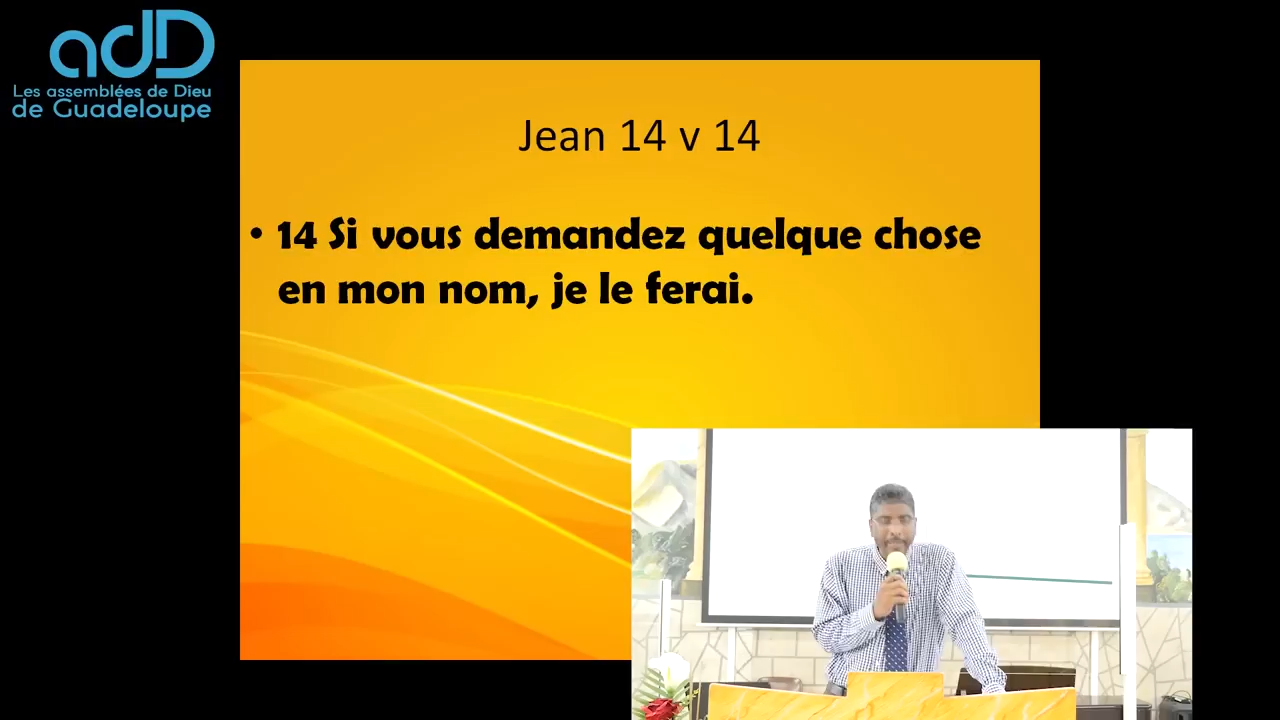 adD
Les assemblées de Dieu
de Guadeloupe
Jean 14 v 14
• 14 Si vous demandez quelque chose
en mon nom, je le ferai.